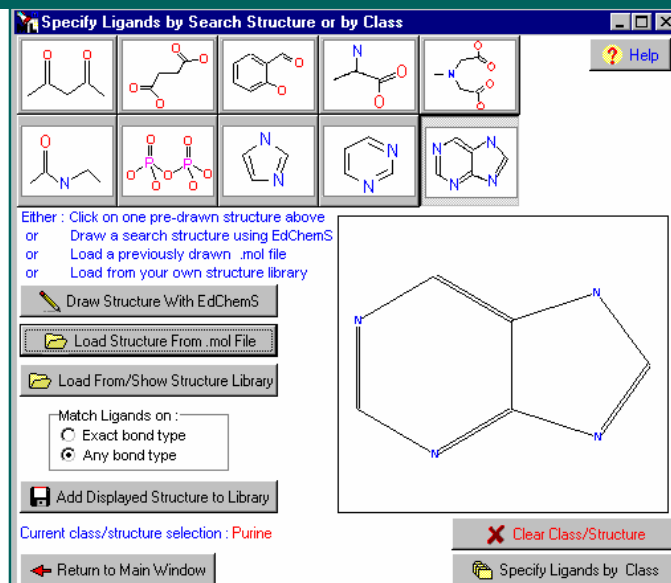 Specify Ligands by Search Structure or by Class
Help
O O
O O O O
O O
N O O
O O N O O
O N
O O O P P O O O
N N
N N
N N N N
Either : Click on one pre-drawn structure above
or Draw a search structure using EdChemS
or Load a previously drawn .mol file
or Load from your own structure library
Draw Structure With EdChemS
Load Structure From .mol File
Load From/Show Structure Library
Match Ligands on :
Exact bond type
Any bond type
Add Displayed Structure to Library
N N
N N
Current class/structure selection : Purine
Clear Class/Structure
Return to Main Window
Specify Ligands by Class